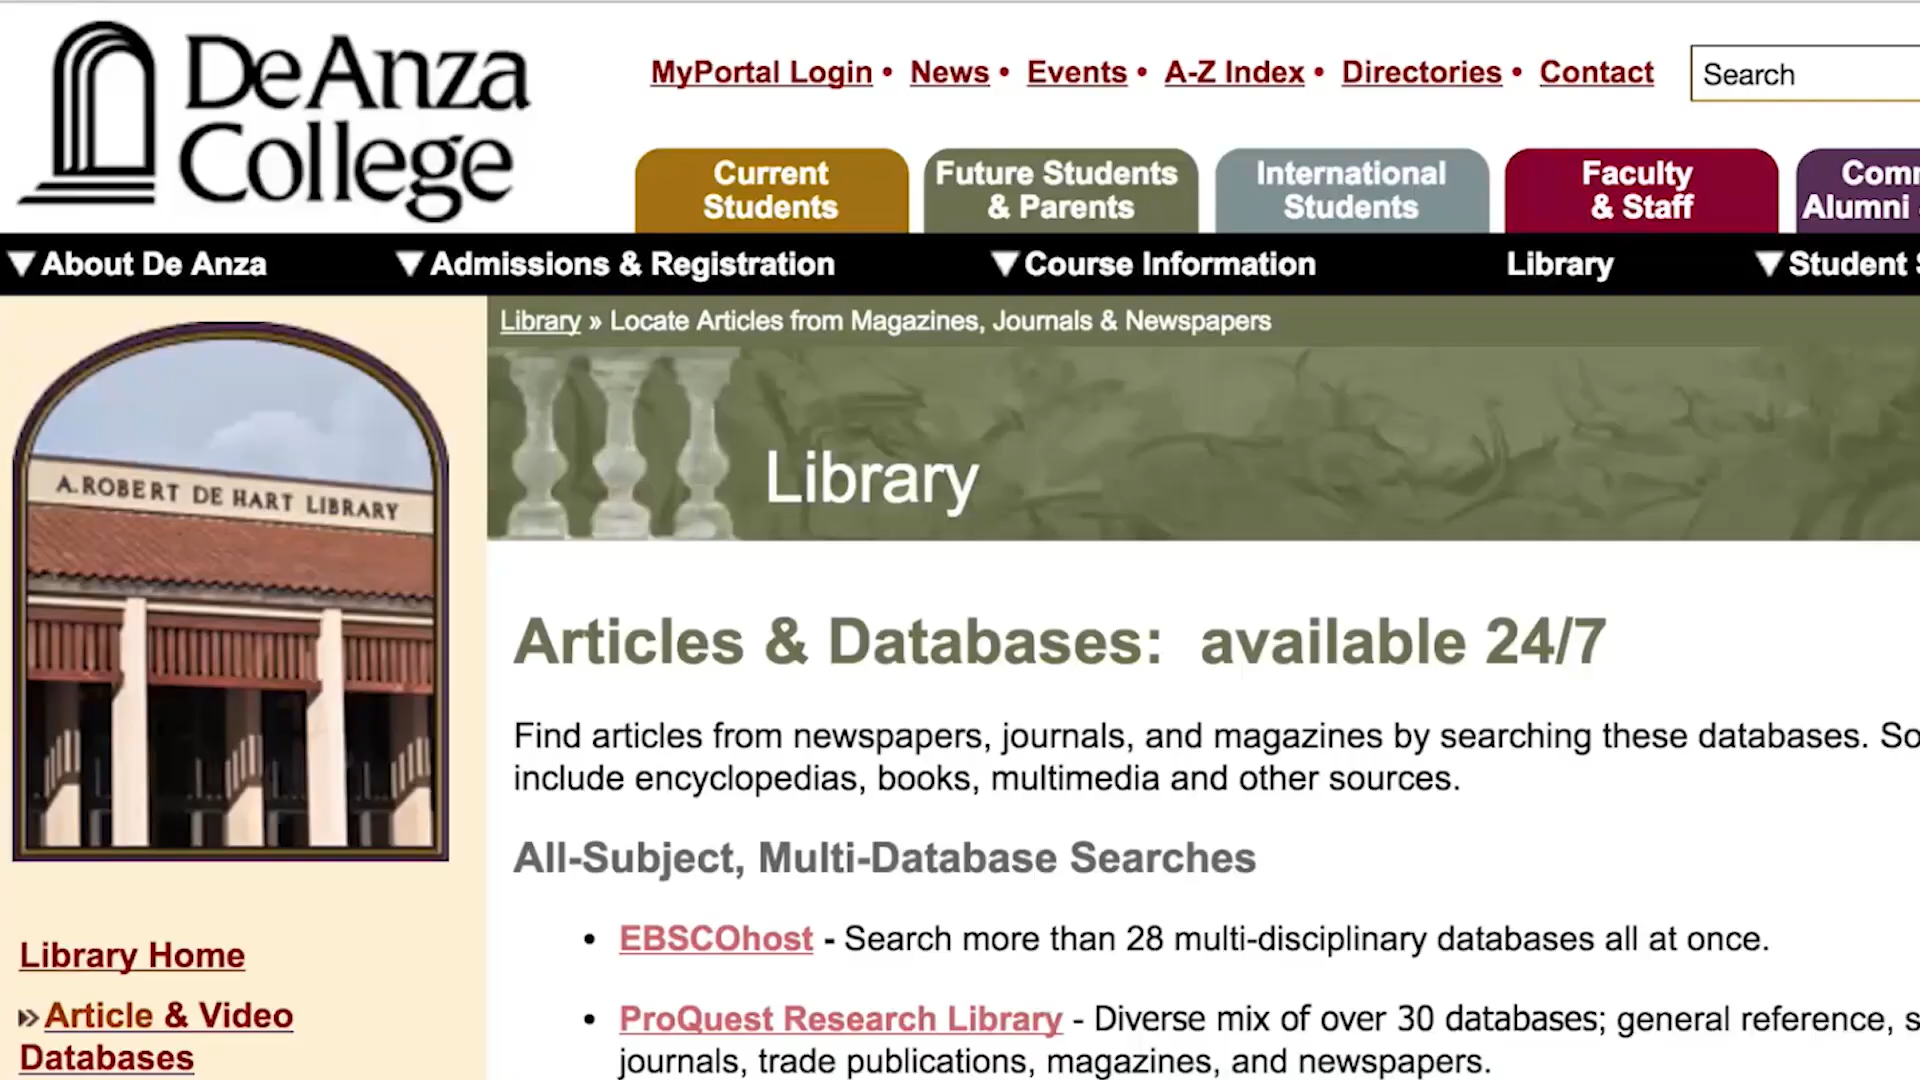 De Anza
College
MyPortal Login • News • Events • A-Z Index • Directories • Contact
Search
Current
Students
Future Students
& Parents
International
Students
Faculty
& Staff
Alumni
About De Anza
Admissions & Registration
Course Information
Library
Student
Library » Locate Articles from Magazines, Journals & Newspapers
A. ROBERT DE HART LIBRARY
Library
Articles & Databases: available 24/7
Find articles from newspapers, journals, and magazines by searching these databases. So
include encyclopedias, books, multimedia and other sources.
All-Subject, Multi-Database Searches
• EBSCOhost - Search more than 28 multi-disciplinary databases all at once.
• ProQuest Research Library - Diverse mix of over 30 databases; general reference, s
journals, trade publications, magazines, and newspapers.
Library Home
» Article & Video
Databases